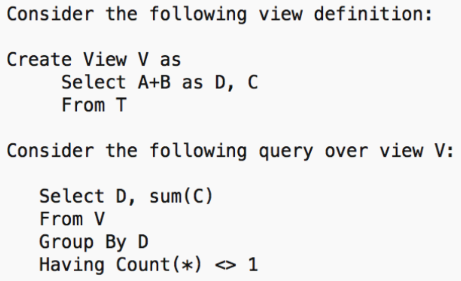 Consider the following view definition:
Create View V as
Select A+B as D, C
From T
Consider the following query over view V:
Select D, sum(C)
From V
Group By D
Having Count(*) <> 1